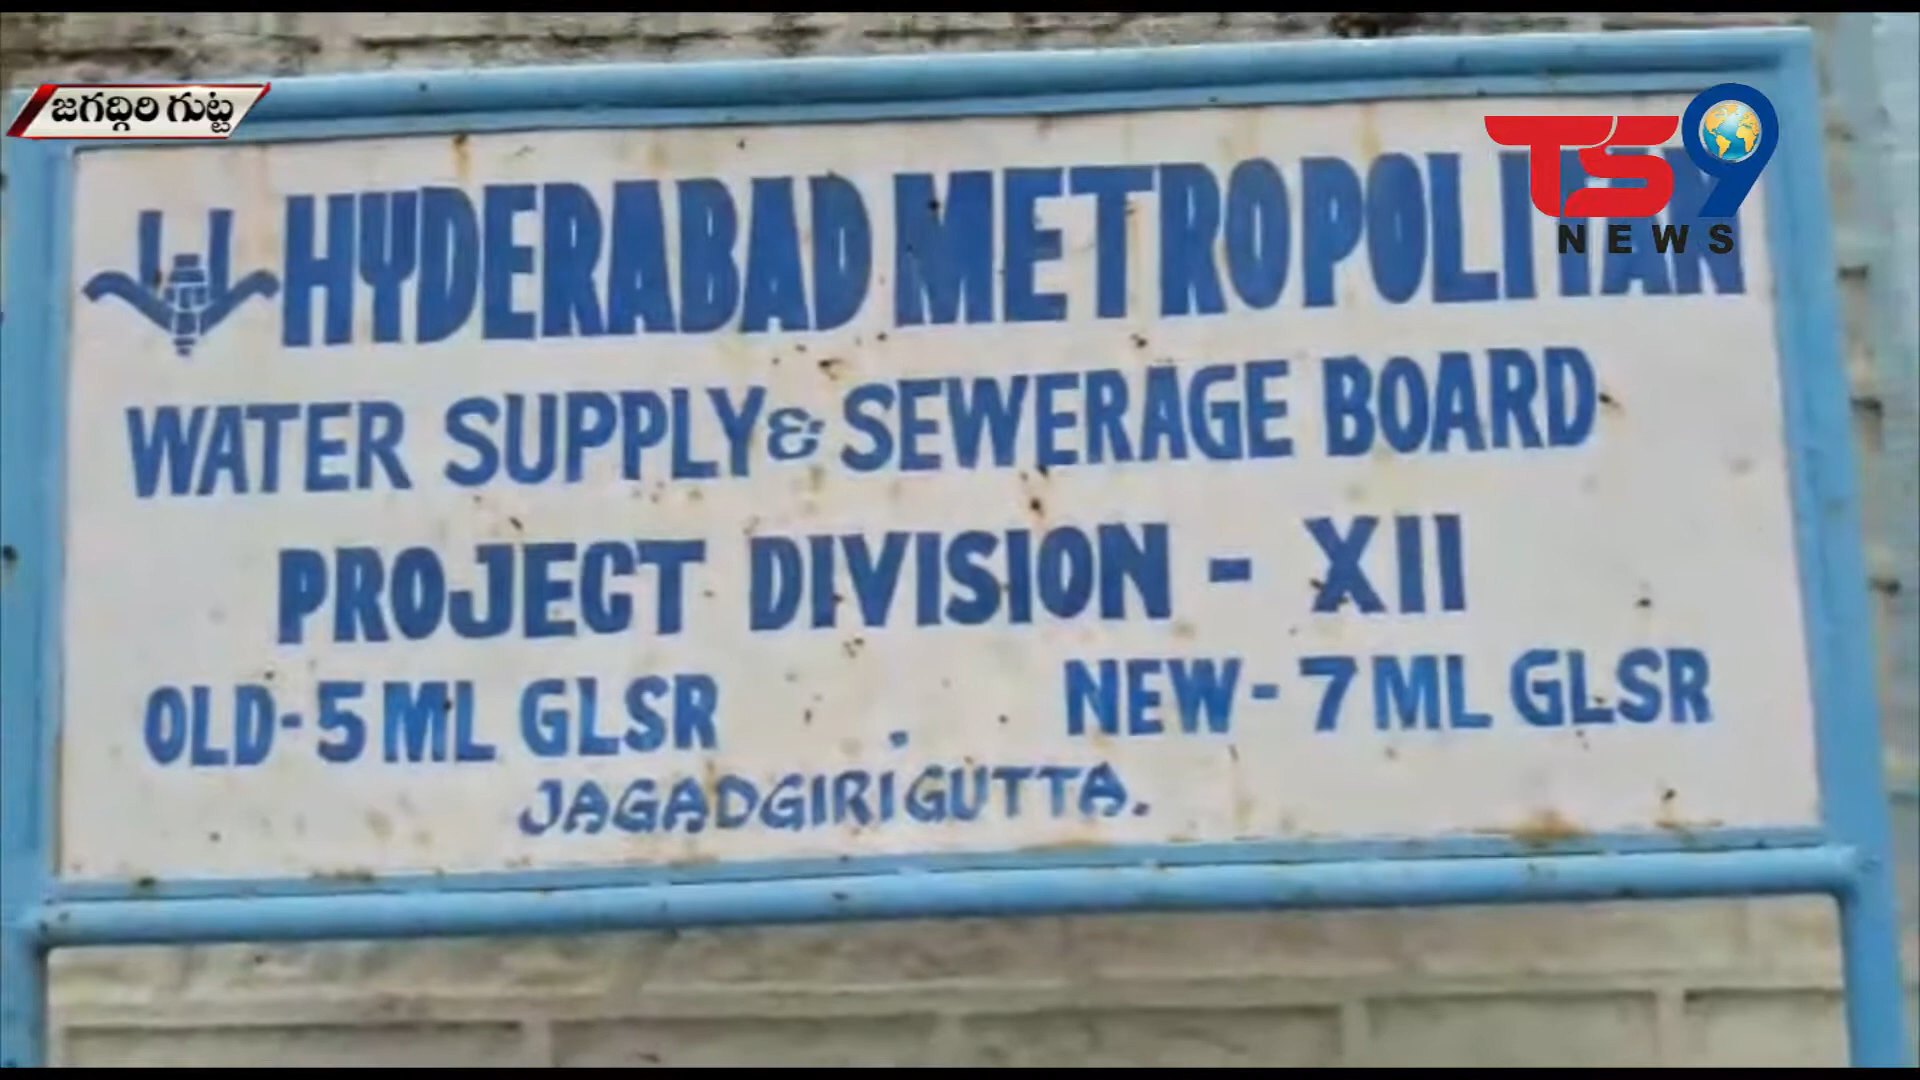 జగద్గిరి గుట్ట
TS9
NEWS
HYDERABAD METROPOLITAN
WATER SUPPLY & SEWERAGE BOARD
PROJECT DIVISION - XII
OLD-5 ML GLSR . NEW-7 ML GLSR
JAGADGIRIGUTTA.